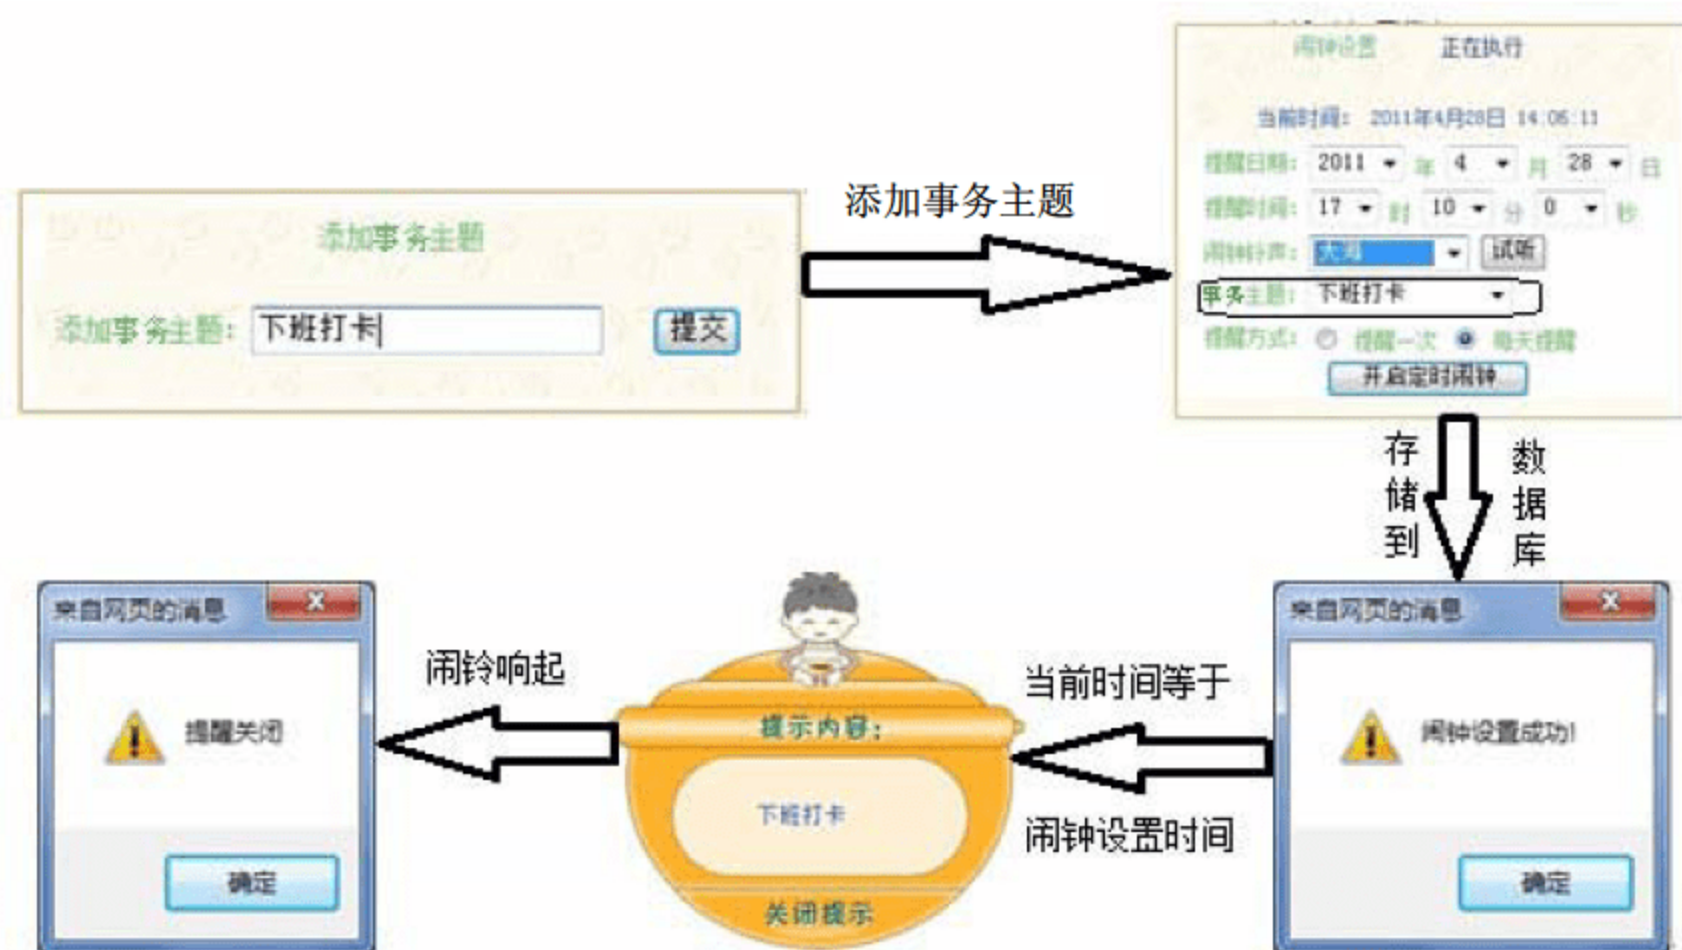 添加事务主题
添加事务主题： 下班打卡 提交
添加事务主题
闹钟设置 正在执行
当前时间： 2011年4月28日 14:06:11
提醒日期： 2011 年 4 月 28 日
提醒时间： 17 时 10 分 0 秒
闹钟铃声： 试听
事务主题： 下班打卡
提醒方式： 提醒一次 每天提醒
开启定时闹钟
存储到
数据库
来自网页的消息
闹钟设置成功!
确定
当前时间等于
闹钟设置时间
提示内容：
下班打卡
关闭提示
闹铃响起
来自网页的消息
提醒关闭
确定